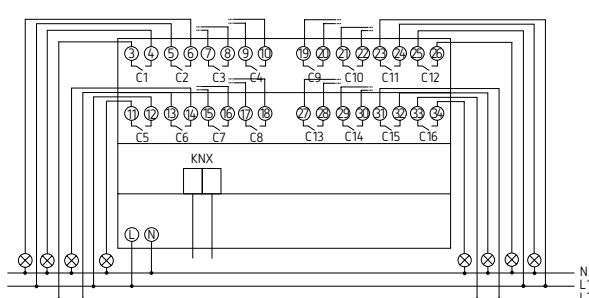 3 4 5 6 7 8 9 10 19 20 21 22 23 24 25 26
C1 C2 C3 C4 C9 C10 C11 C12
11 12 13 14 15 16 17 18 27 28 29 30 31 32 33 34
C5 C6 C7 C8 C13 C14 C15 C16
KNX
L N
N